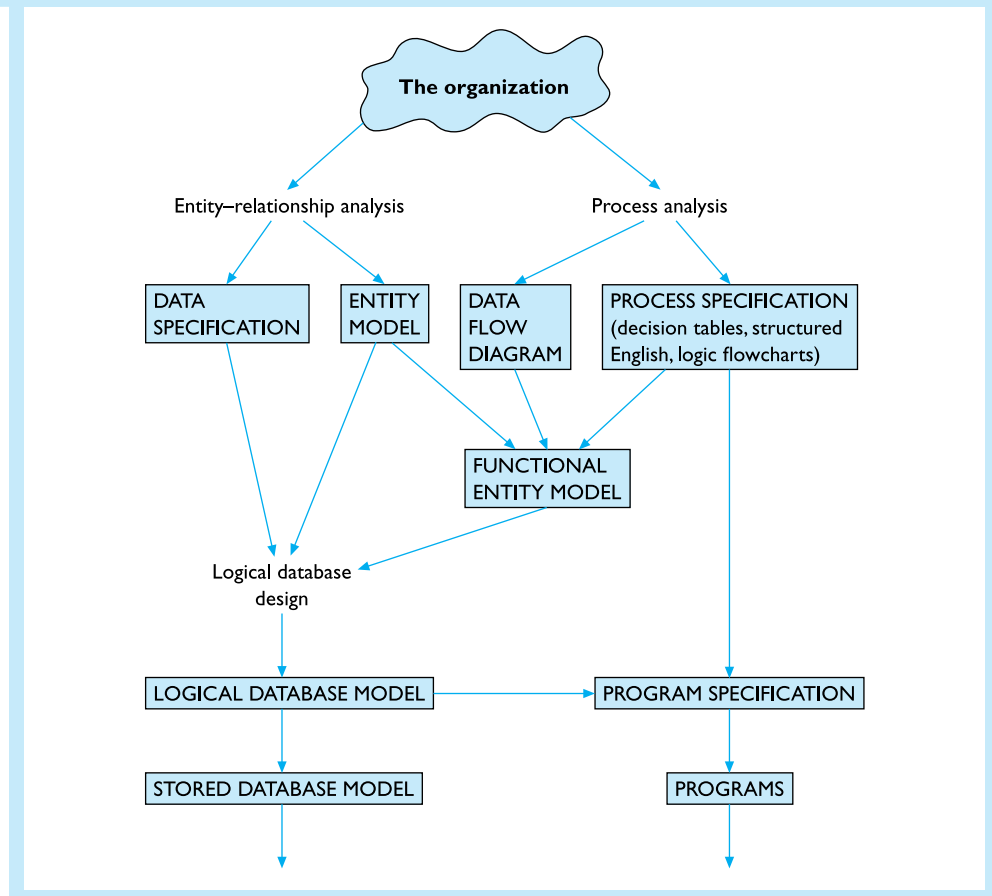 The organization
Entity–relationship analysis
Process analysis
DATA
SPECIFICATION
ENTITY
MODEL
DATA
FLOW
DIAGRAM
PROCESS SPECIFICATION
(decision tables, structured
English, logic flowcharts)
FUNCTIONAL
ENTITY MODEL
Logical database
design
LOGICAL DATABASE MODEL
PROGRAM SPECIFICATION
STORED DATABASE MODEL
PROGRAMS